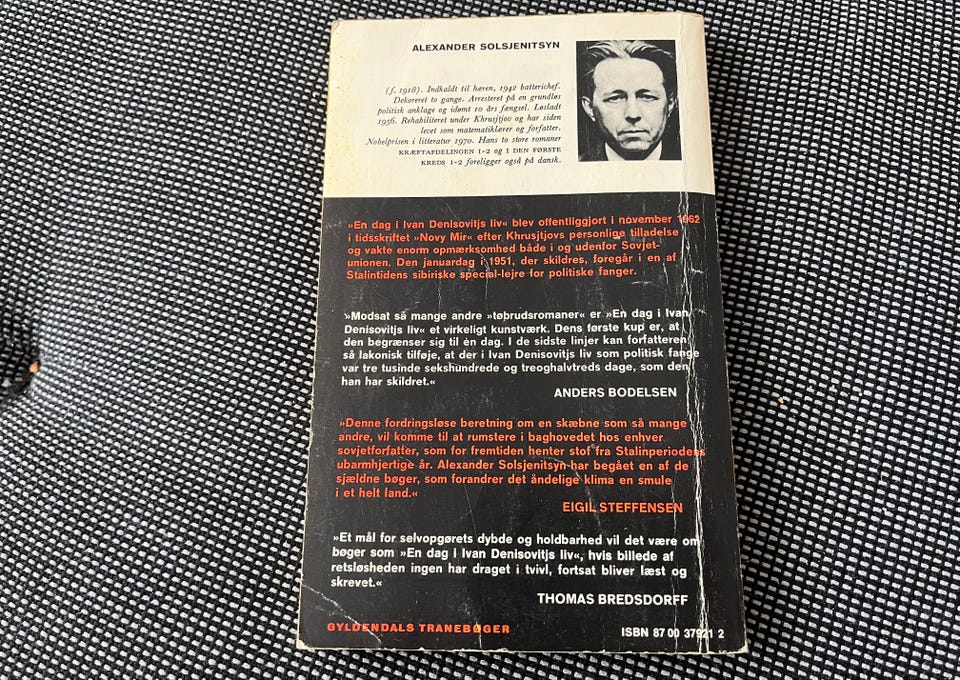 ALEXANDER SOLSJENITSYN
(f. 1918). Indkaldt til hæren, 1942 batterichef.
Dekoreret to gange. Arresteret på en grundløs
politisk anklage og idømt 10 års fængsel. Løsladt
1956. Rehabiliteret under Khrusjtjov og har siden
levet som matematiklærer og forfatter.
Nobelprisen i litteratur 1970. Hans to store romaner
KRÆFTAFDELINGEN 1-2 og I DEN FØRSTE
KREDS 1-2 foreligger også på dansk.
»En dag i Ivan Denisovitjs liv« blev offentliggjort i november 1962
i tidsskriftet »Novy Mir« efter Khrusjtjovs personlige tilladelse
og vakte enorm opmærksomhed både i og udenfor Sovjet-
unionen. Den januardag i 1951, der skildres, foregår i en af
Stalintidens sibiriske special-lejre for politiske fanger.
»Modsat så mange andre »tøbrudsromaner« er »En dag i Ivan
Denisovitjs liv« et virkeligt kunstværk. Dens første kup er, at
den begrænser sig til én dag. I de sidste linjer kan forfatteren
så lakonisk tilføje, at der i Ivan Denisovitjs liv som politisk fange
var tre tusinde sekshundrede og treoghalvtreds dage, som den
han har skildret.«
ANDERS BODELSEN
»Denne fordringsløse beretning om en skæbne som så mange
andre, vil komme til at rumstere i baghovedet hos enhver
sovjetforfatter, som for fremtiden henter stof fra Stalinperiodens
ubarmhjertige år. Alexander Solsjenitsyn har begået en af de
sjældne bøger, som forandrer det åndelige klima en smule
i et helt land.«
EIGIL STEFFENSEN
»Et mål for selvopgørets dybde og holdbarhed vil det være om
bøger som »En dag i Ivan Denisovitjs liv«, hvis billede af
retsløsheden ingen har draget i tvivl, fortsat bliver læst og
skrevet.«
THOMAS BREDSDORFF
GYLDENDALS TRANEBØGER
ISBN 87 00 37921 2